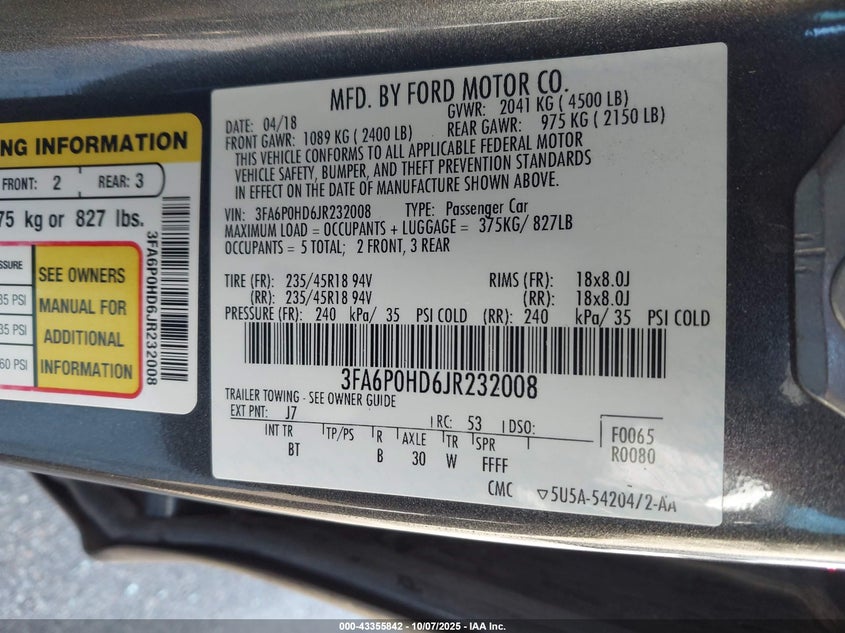 NG INFORMATION
FRONT: 2 REAR: 3
75 kg or 827 lbs.
SSURE
35 PSI
35 PSI
60 PSI
SEE OWNERS
MANUAL FOR
ADDITIONAL
INFORMATION
3FA6P0HD6JR232008
MFD. BY FORD MOTOR CO.
DATE: 04/18 GVWR: 2041 KG ( 4500 LB)
FRONT GAWR: 1089 KG ( 2400 LB) REAR GAWR: 975 KG ( 2150 LB)
THIS VEHICLE CONFORMS TO ALL APPLICABLE FEDERAL MOTOR
VEHICLE SAFETY, BUMPER, AND THEFT PREVENTION STANDARDS
IN EFFECT ON THE DATE OF MANUFACTURE SHOWN ABOVE.
VIN: 3FA6P0HD6JR232008 TYPE: Passenger Car
MAXIMUM LOAD = OCCUPANTS + LUGGAGE = 375KG/ 827LB
OCCUPANTS = 5 TOTAL; 2 FRONT, 3 REAR
TIRE (FR): 235/45R18 94V RIMS (FR): 18x8.0J
(RR): 235/45R18 94V (RR): 18x8.0J
PRESSURE (FR): 240 kPa/ 35 PSI COLD (RR): 240 kPa/ 35 PSI COLD
3FA6P0HD6JR232008
TRAILER TOWING - SEE OWNER GUIDE
EXT PNT: J7 RC: 53 DSO:
INT TR TP/PS R AXLE TR SPR
BT B 30 W FFFF
F0065
R0080
CMC ▽5U5A-54204/2-AA
000-43355842 - 10/07/2025 - IAA Inc.